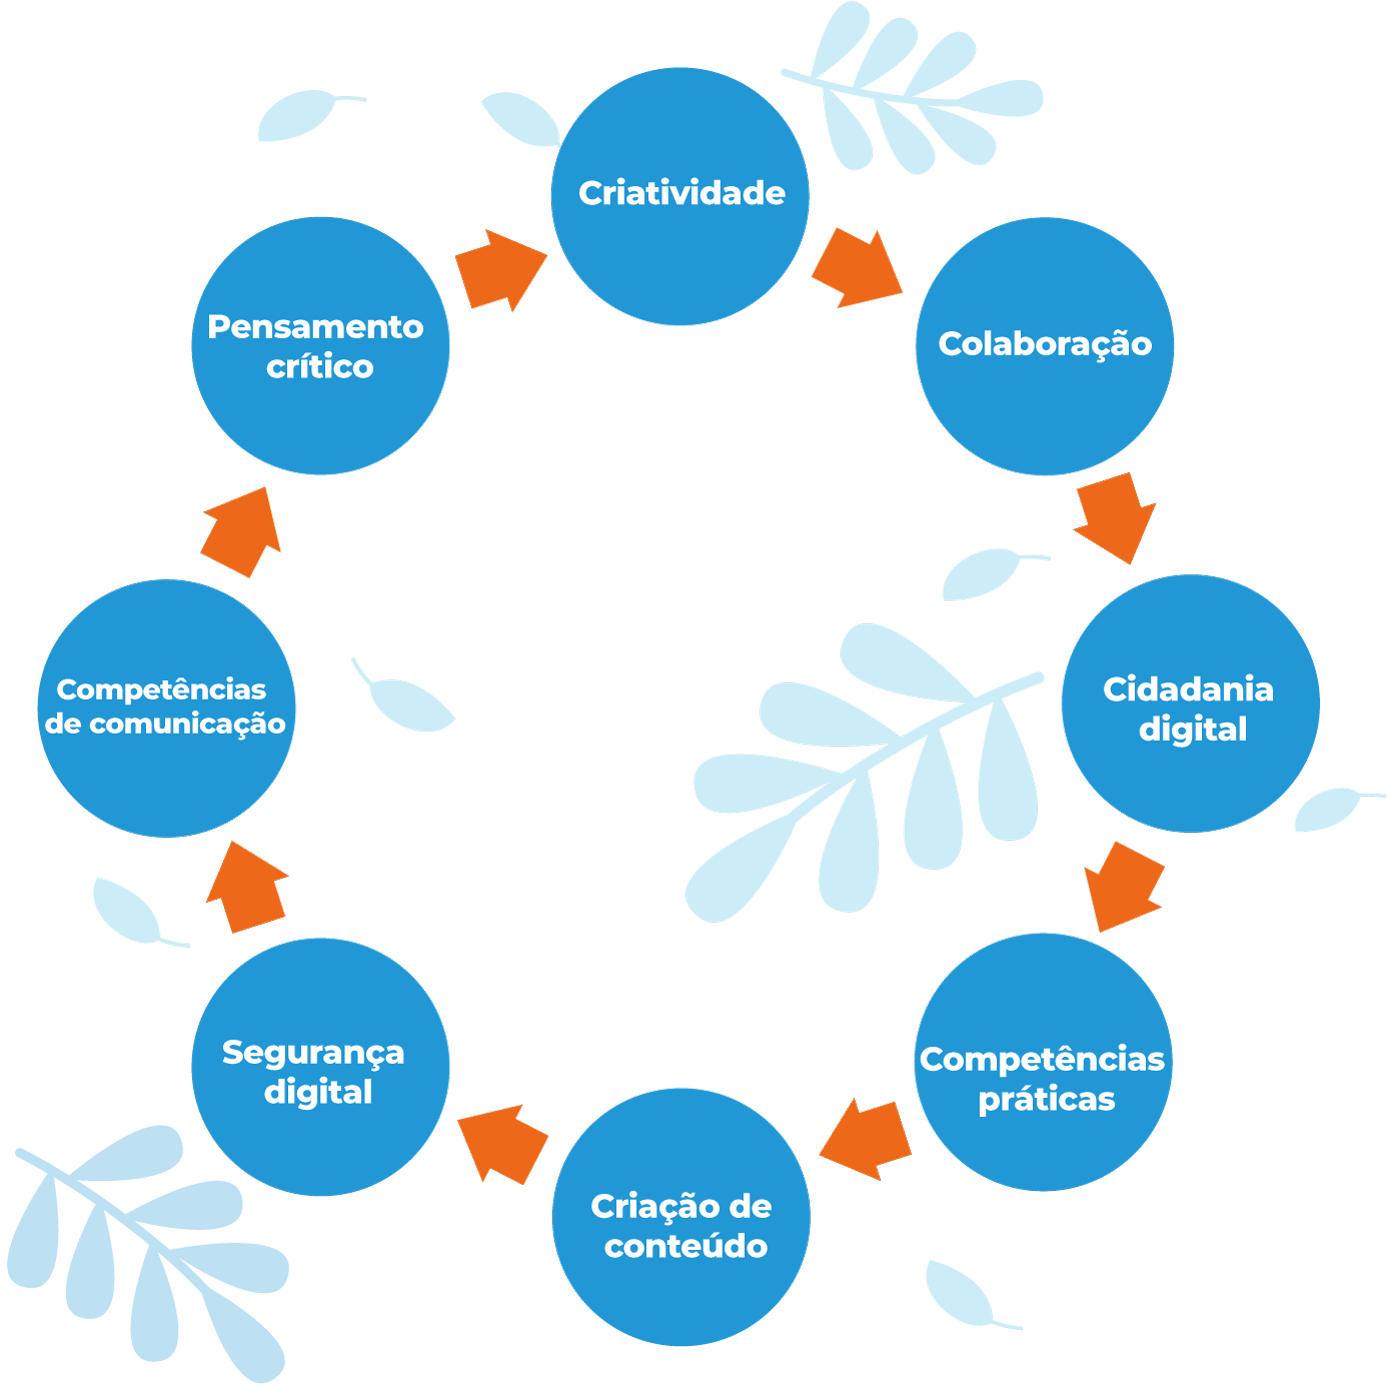 Criatividade
Colaboração
Cidadania
digital
Competências
práticas
Criação de
conteúdo
Segurança
digital
Competências
de comunicação
Pensamento
crítico